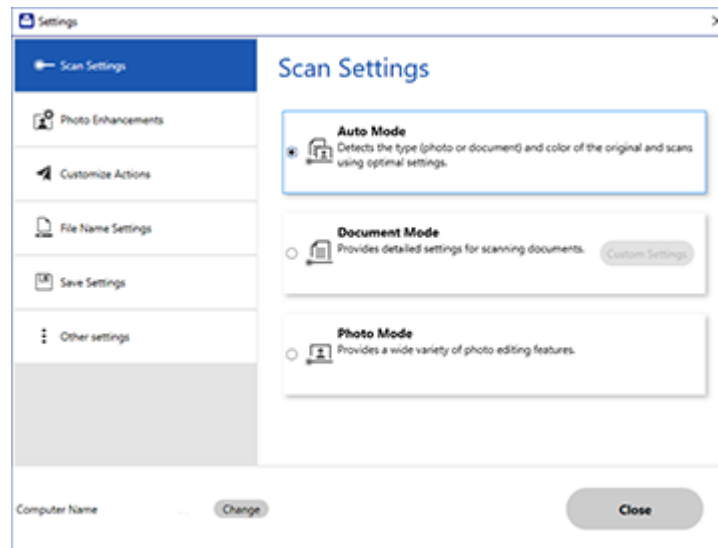 Settings
Scan Settings
Photo Enhancements
Customize Actions
File Name Settings
Save Settings
Other settings
Scan Settings
Auto Mode
Detects the type (photo or document) and color of the original and scans
using optimal settings.
Document Mode
Provides detailed settings for scanning documents.
Custom Settings
Photo Mode
Provides a wide variety of photo editing features.
Computer Name
...
Change
Close